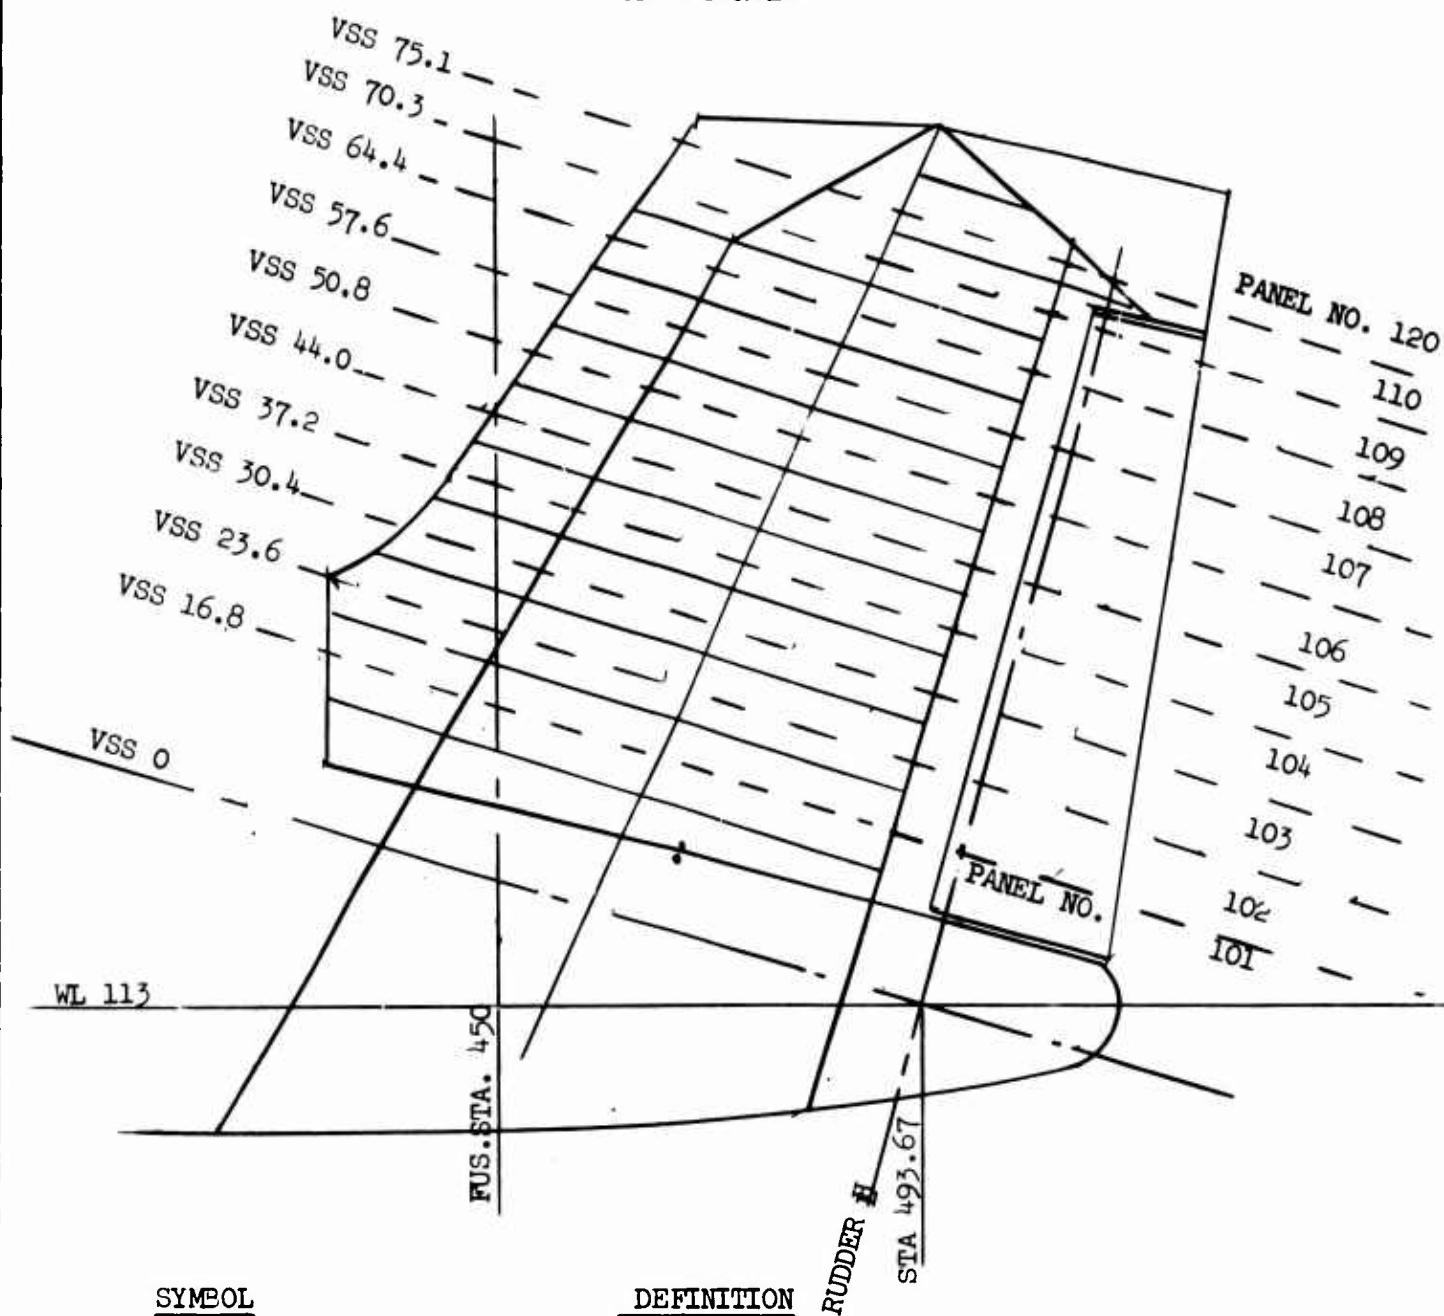 VSS 75.1
VSS 70.3
VSS 64.4
VSS 57.6
VSS 50.8
VSS 44.0
VSS 37.2
VSS 30.4
VSS 23.6
VSS 16.8
VSS 0
PANEL NO. 120
110
109
108
107
106
105
104
103
102
101
PANEL NO.
WL 113
FUS.STA. 450
STA 493.67
RUDDER
SYMBOL
DEFINITION